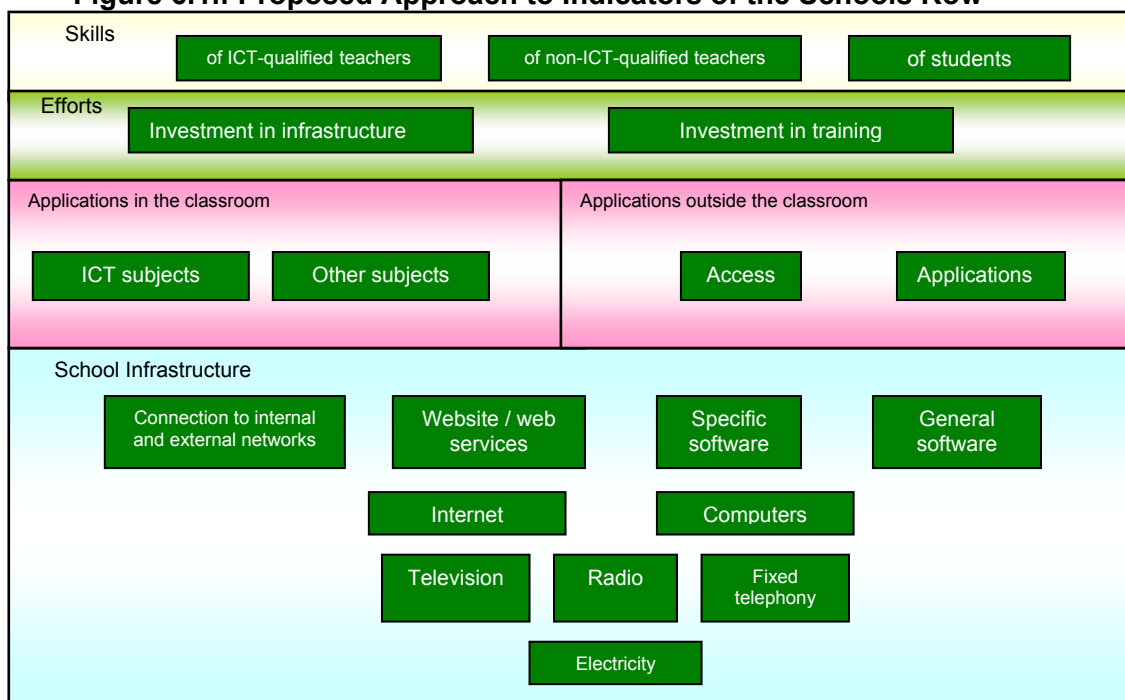 Figure Proposed Approach to Indicators of the Schools Row
Skills
of ICT-qualified teachers
of non-ICT-qualified teachers
of students
Efforts
Investment in infrastructure
Investment in training
Applications in the classroom
Applications outside the classroom
ICT subjects
Other subjects
Access
Applications
School Infrastructure
Connection to internal
and external networks
Website / web
services
Specific
software
General
software
Internet
Computers
Television
Radio
Fixed
telephony
Electricity